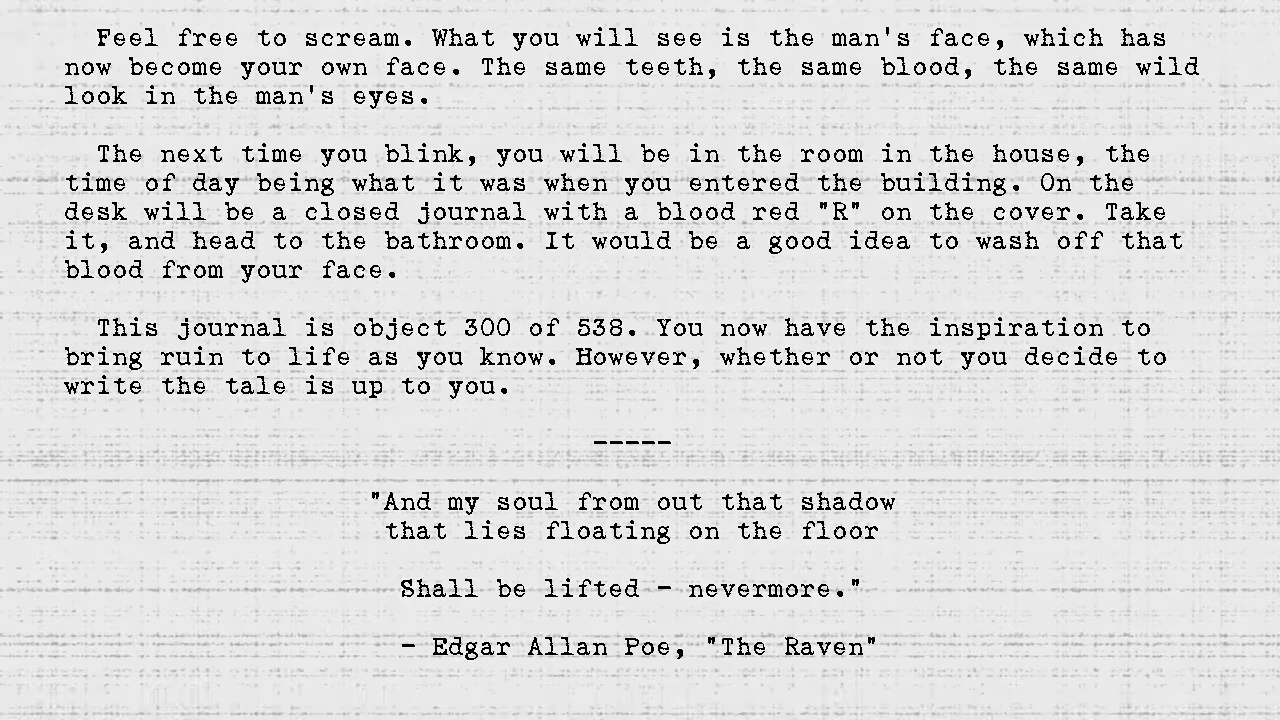 Feel free to scream. What you will see is the man's face, which has
now become your own face. The same teeth, the same blood, the same wild
look in the man's eyes.
The next time you blink, you will be in the room in the house, the
time of day being what it was when you entered the building. On the
desk will be a closed journal with a blood red "R" on the cover. Take
it, and head to the bathroom. It would be a good idea to wash off that
blood from your face.
This journal is object 300 of 538. You now have the inspiration to
bring ruin to life as you know. However, whether or not you decide to
write the tale is up to you.
-----
"And my soul from out that shadow
that lies floating on the floor
Shall be lifted - nevermore."
- Edgar Allan Poe, "The Raven"